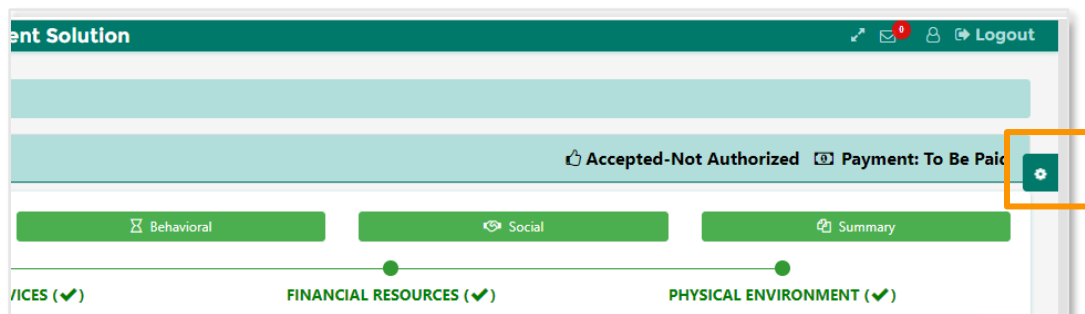 ent Solution 0 Logout
Accepted-Not Authorized Payment: To Be Paid
Behavioral Social Summary
VICES (✔) FINANCIAL RESOURCES (✔) PHYSICAL ENVIRONMENT (✔)